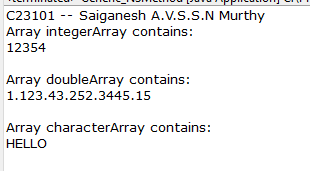 C23101 -- Saiganesh A.V.S.S.N Murthy
Array integerArray contains:
12354
Array doubleArray contains:
1.123.43.252.3445.15
Array characterArray contains:
HELLO